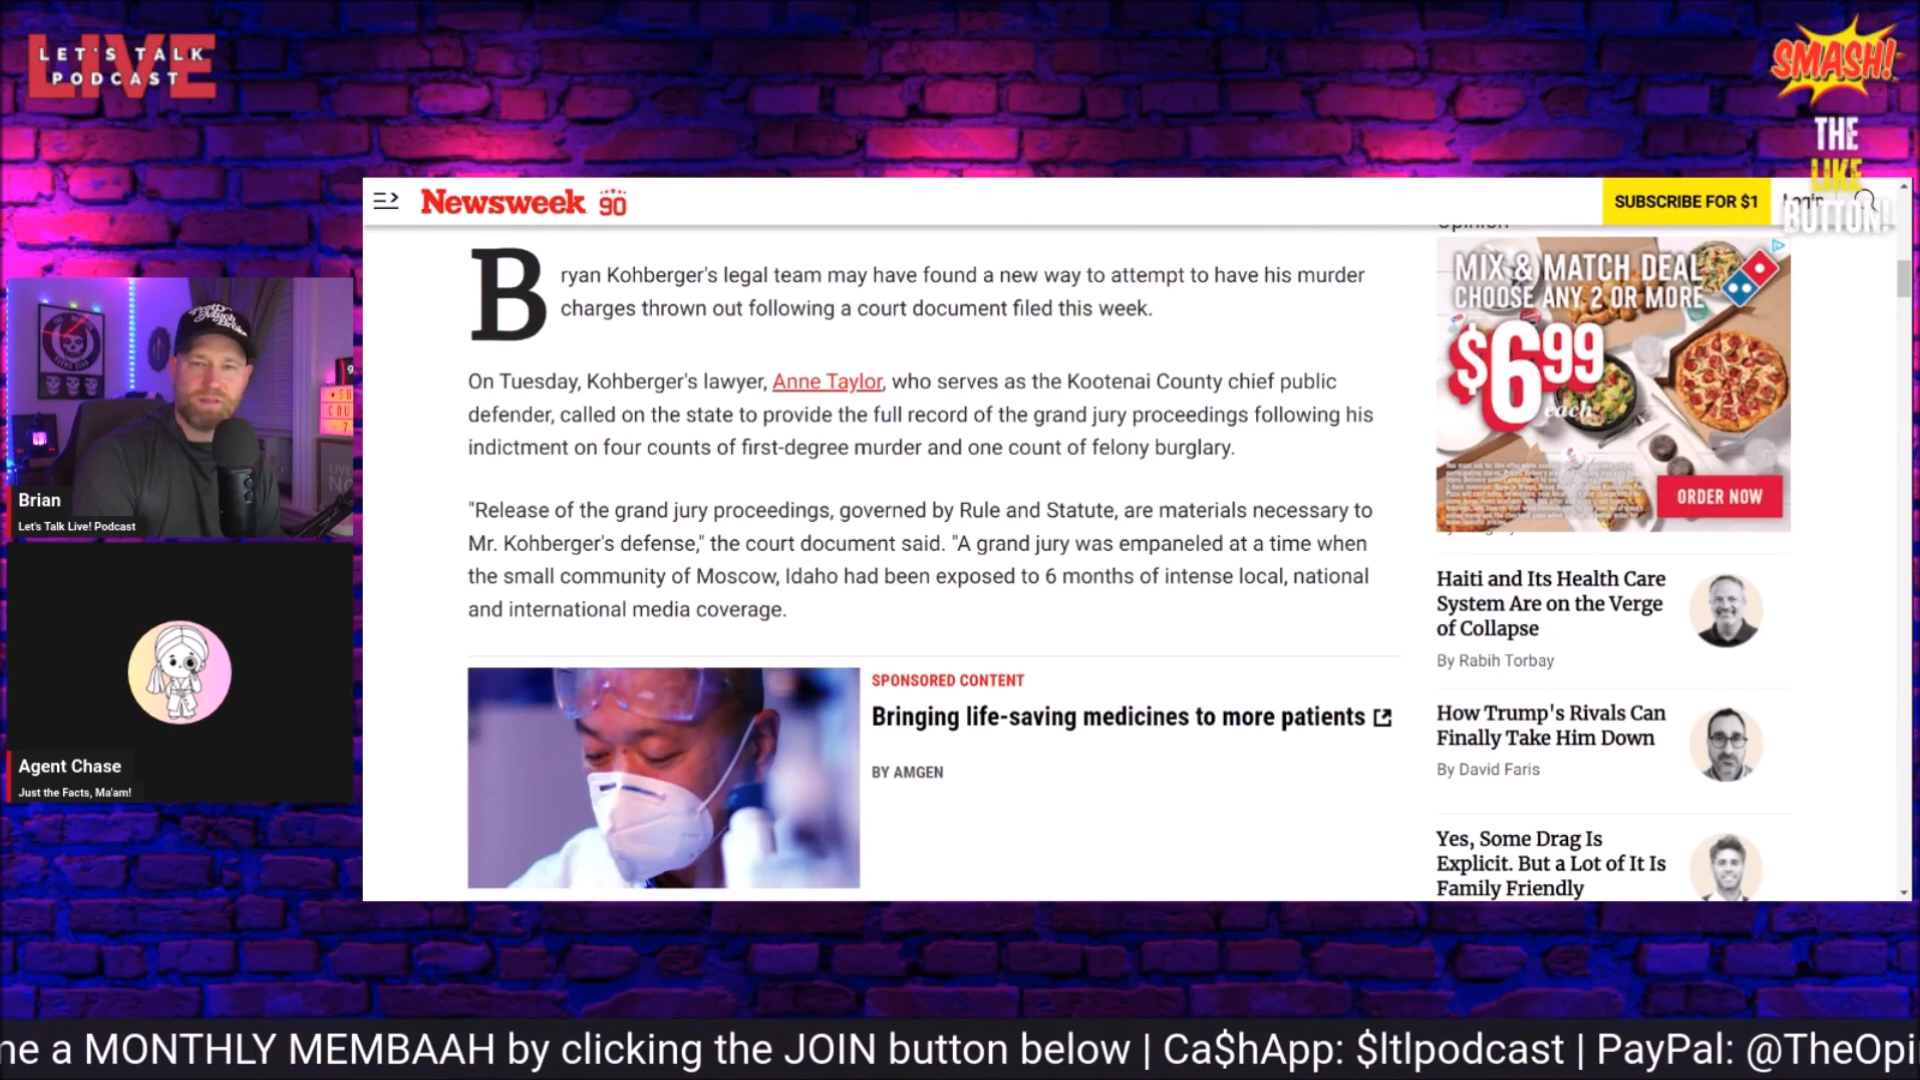 LIVE
LET'S TALK
PODCAST
SMASH!
THE
LIKE
BUTTON!
Newsweek 90
SUBSCRIBE FOR $1
Login
Opinion
Bryan Kohberger's legal team may have found a new way to attempt to have his murder
charges thrown out following a court document filed this week.
On Tuesday, Kohberger's lawyer, Anne Taylor, who serves as the Kootenai County chief public
defender, called on the state to provide the full record of the grand jury proceedings following his
indictment on four counts of first-degree murder and one count of felony burglary.
"Release of the grand jury proceedings, governed by Rule and Statute, are materials necessary to
Mr. Kohberger's defense," the court document said. "A grand jury was empaneled at a time when
the small community of Moscow, Idaho had been exposed to 6 months of intense local, national
and international media coverage.
SPONSORED CONTENT
Bringing life-saving medicines to more patients
BY AMGEN
MIX & MATCH DEAL
CHOOSE ANY 2 OR MORE
$6.99
each
ORDER NOW
Haiti and Its Health Care
System Are on the Verge
of Collapse
By Rabih Torbay
How Trump's Rivals Can
Finally Take Him Down
By David Faris
Yes, Some Drag Is
Explicit. But a Lot of It Is
Family Friendly
Brian
Let's Talk Live! Podcast
Agent Chase
Just the Facts, Ma'am!
me a MONTHLY MEMBAAH by clicking the JOIN button below | Ca$hApp: $ltlpodcast | PayPal: @TheOpi